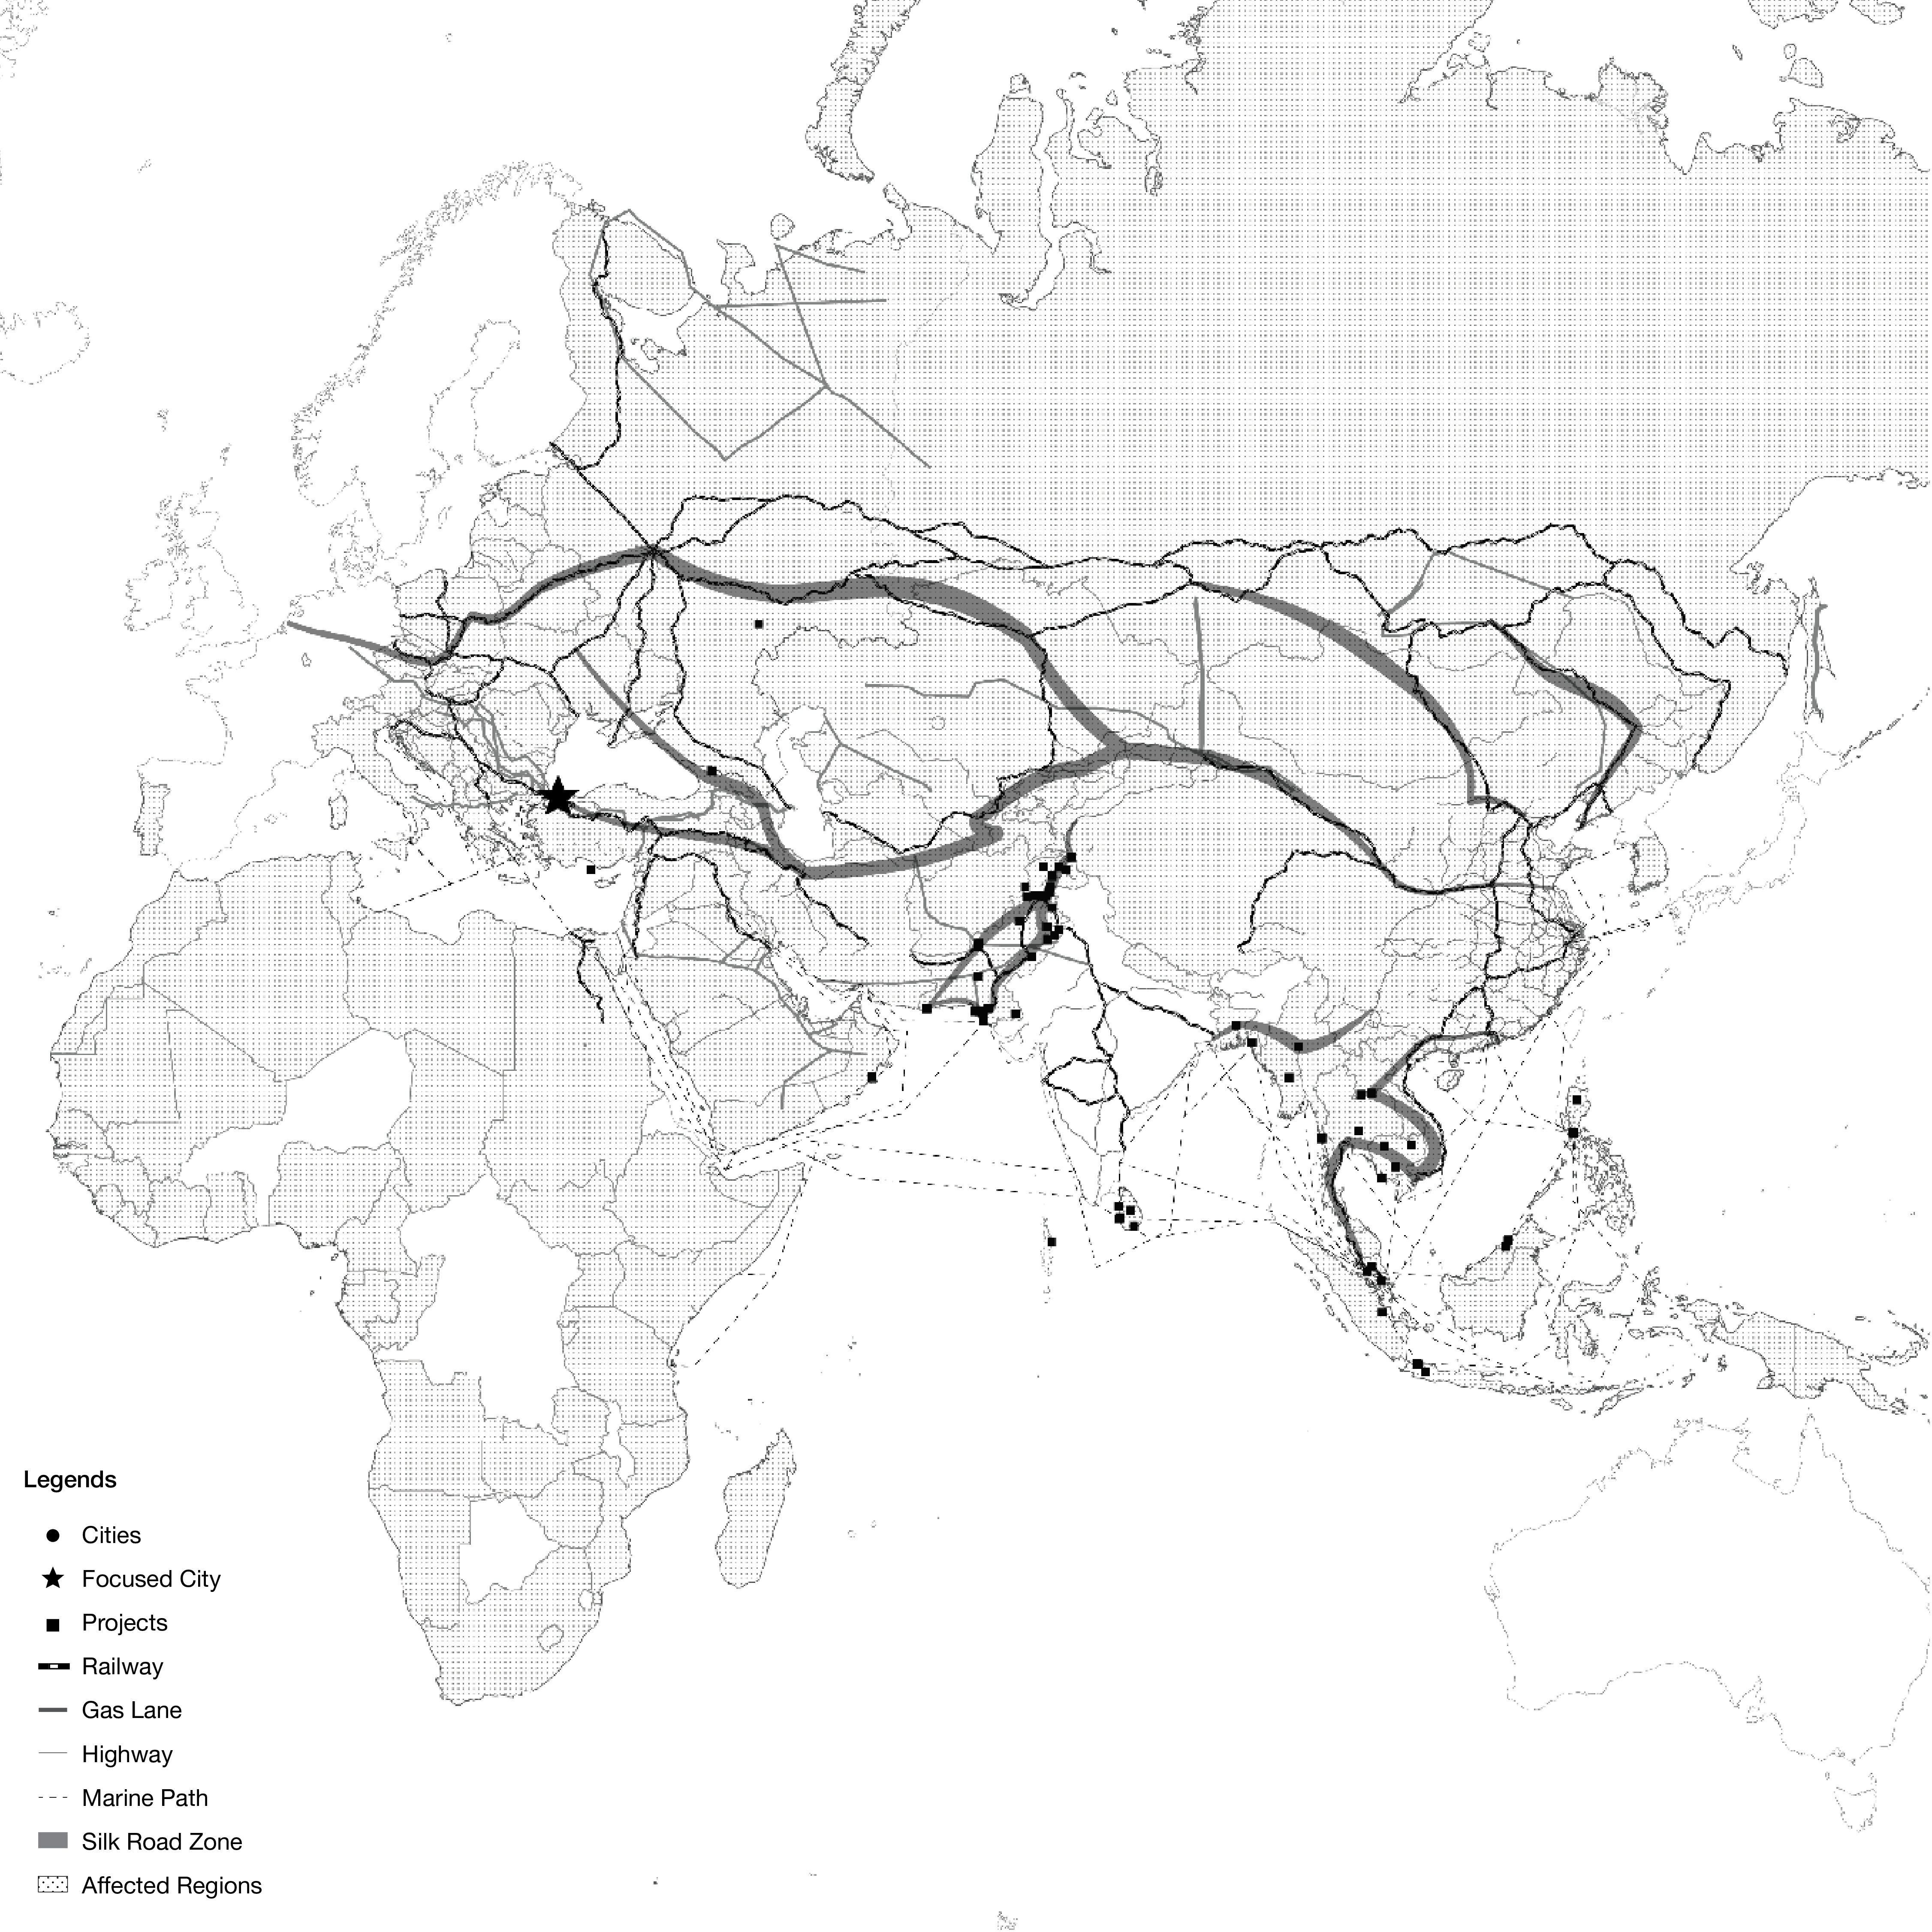 Legends
Cities
Focused City
Projects
Railway
Gas Lane
Highway
Marine Path
Silk Road Zone
Affected Regions